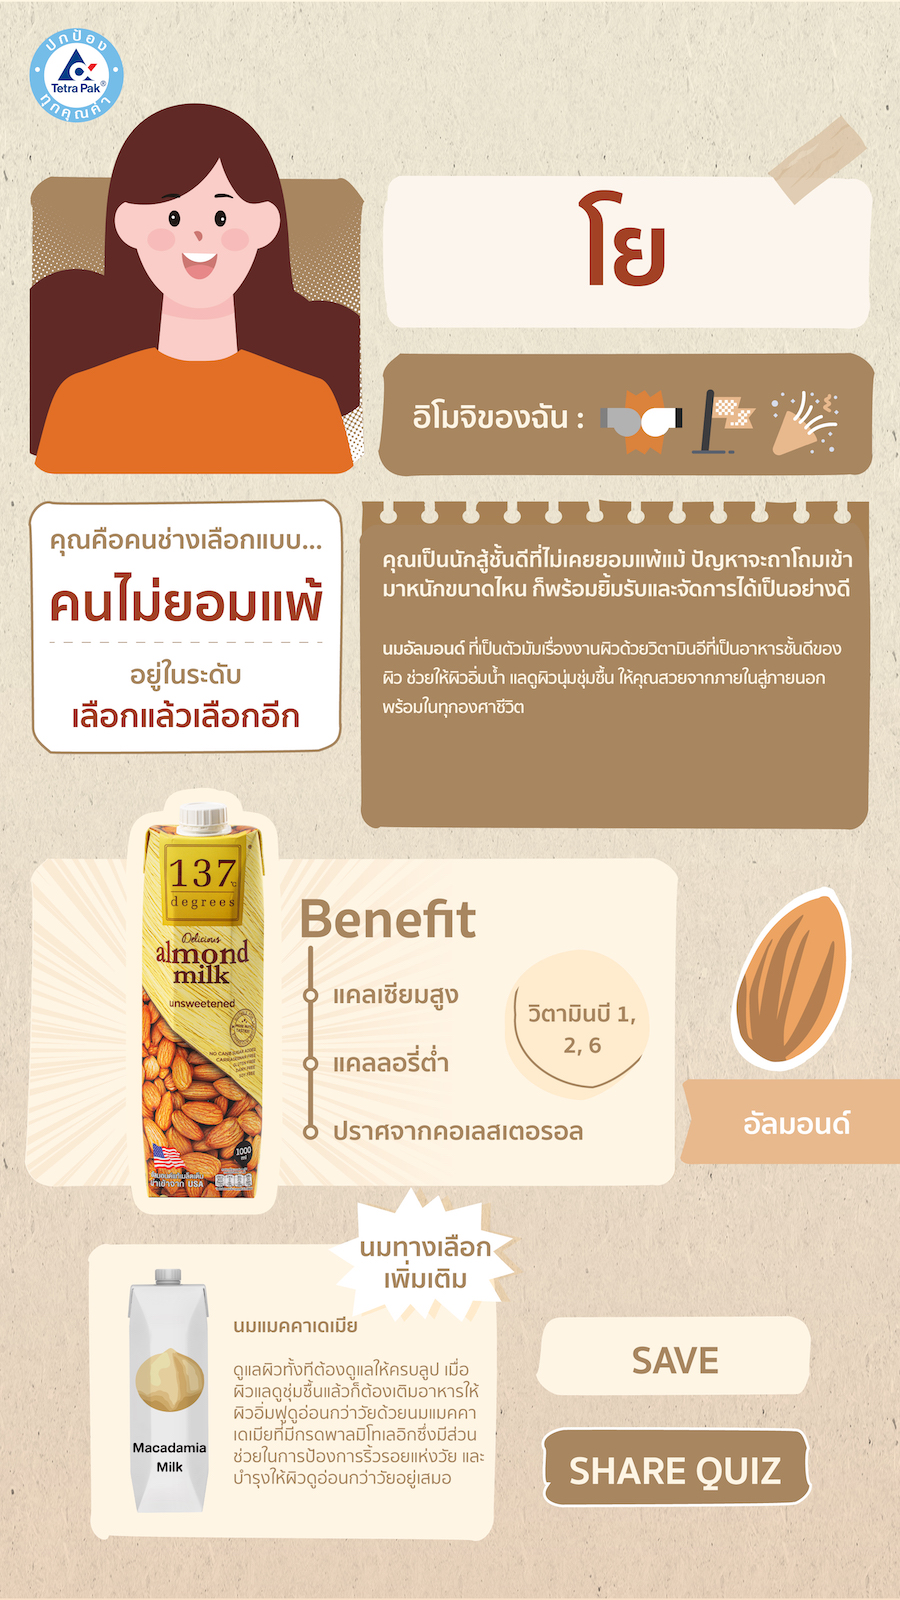 ปกป้อง
Tetra Pak®
ทุกคุณค่า
โย
อิโมจิของฉัน :
คุณคือคนช่างเลือกแบบ...
คนไม่ยอมแพ้
อยู่ในระดับ
เลือกแล้วเลือกอีก
คุณเป็นนักสู้ชั้นดีที่ไม่เคยยอมแพ้แม้ ปัญหาจะถาโถมเข้า
มาหนักขนาดไหน ก็พร้อมยิ้มรับและจัดการได้เป็นอย่างดี
นมอัลมอนด์ ที่เป็นตัวมัมเรื่องงานผิวด้วยวิตามินอีที่เป็นอาหารชั้นดีของ
ผิว ช่วยให้ผิวอิ่มน้ำ แลดูผิวนุ่มชุ่มชื้น ให้คุณสวยจากภายในสู่ภายนอก
พร้อมในทุกองศาชีวิต
137
degrees
Delicious
almond
milk
unsweetened
NO CANE SUGAR ADDED
CARRAGEENAN FREE
GLUTEN FREE
DAIRY FREE
SOY FREE
1000
ml
นำเข้าจาก USA
Benefit
แคลเซียมสูง
แคลลอรี่ต่ำ
ปราศจากคอเลสเตอรอล
วิตามินบี 1,
2, 6
อัลมอนด์
นมทางเลือก
เพิ่มเติม
นมแมคคาเดเมีย
ดูแลผิวทั้งทีต้องดูแลให้ครบลูป เมื่อ
ผิวแลดูชุ่มชื้นแล้วก็ต้องเติมอาหารให้
ผิวอิ่มฟูดูอ่อนกว่าวัยด้วยนมแมคคา
เดเมียที่มีกรดพาลมิโทเลอิกซึ่งมีส่วน
ช่วยในการป้องการริ้วรอยแห่งวัย และ
บำรุงให้ผิวดูอ่อนกว่าวัยอยู่เสมอ
Macadamia
Milk
SAVE
SHARE QUIZ